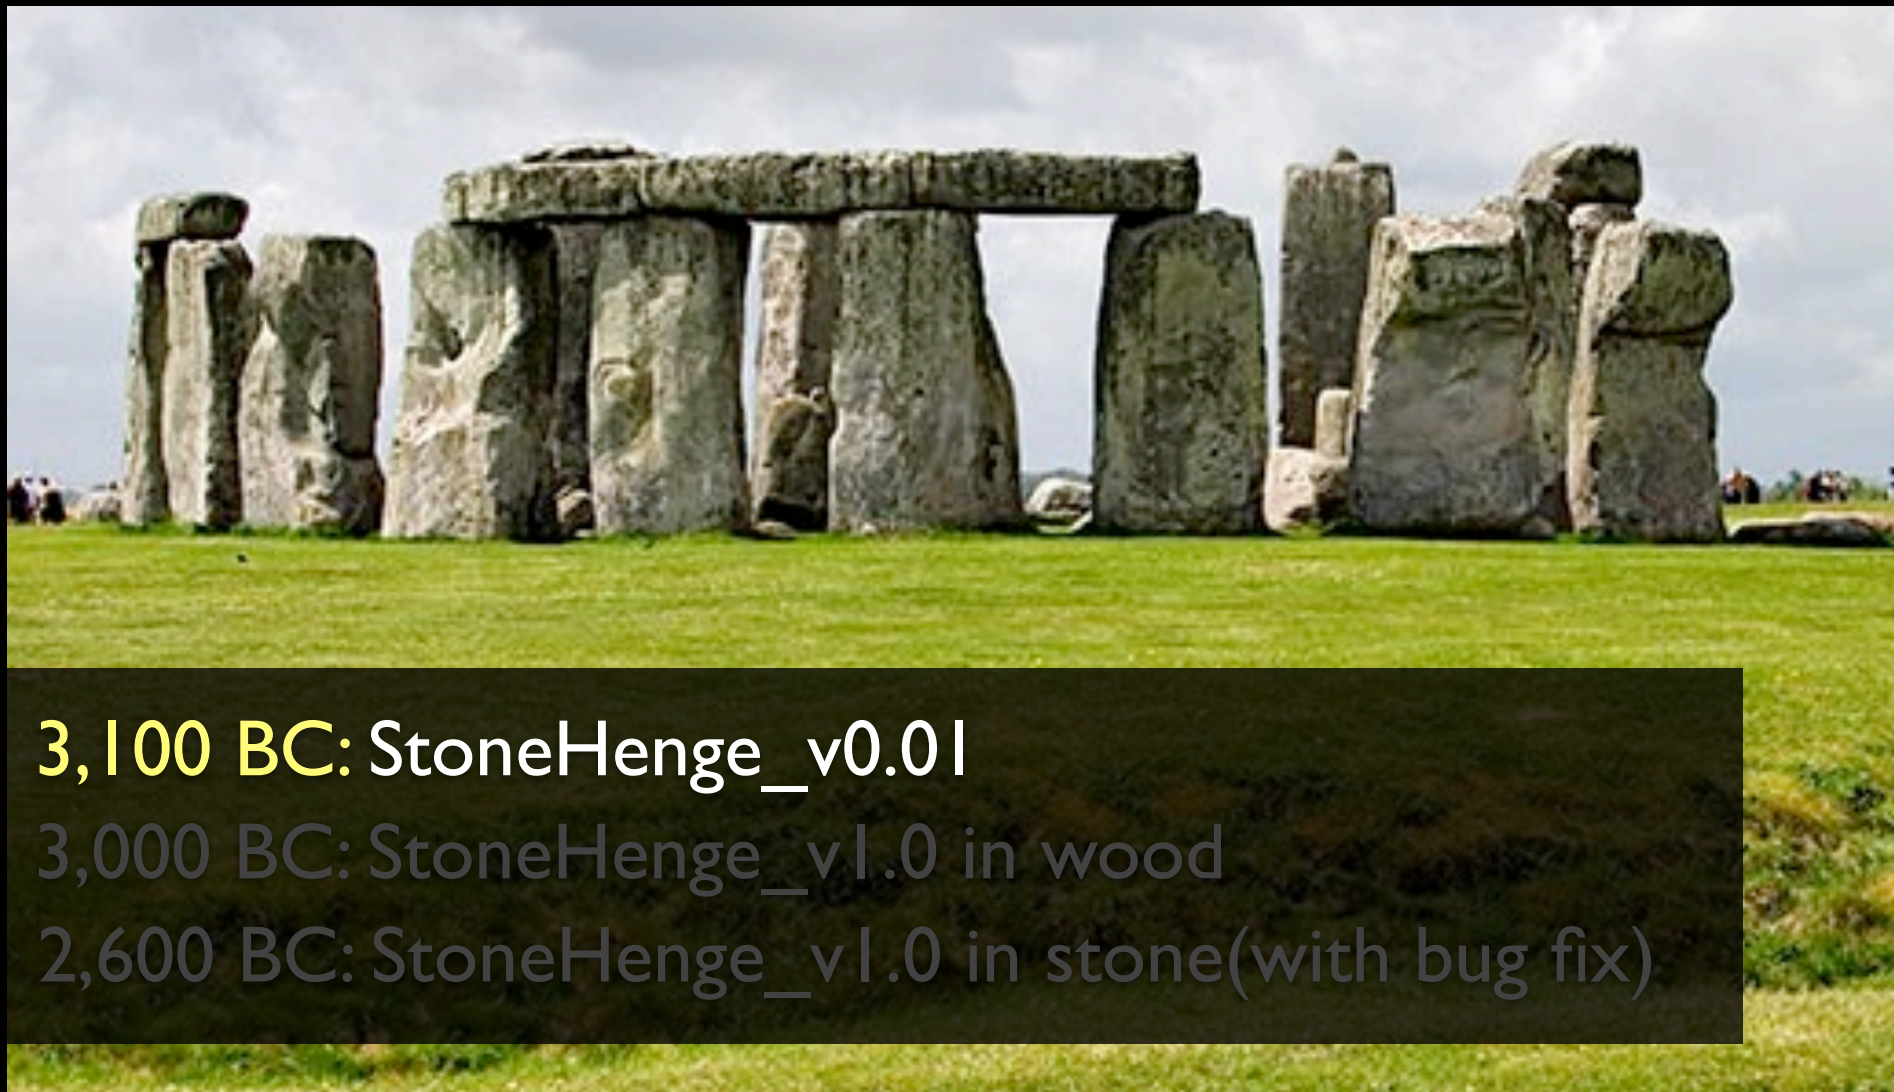 3,100 BC: StoneHenge_v0.01
3,000 BC: StoneHenge_v1.0 in wood
2,600 BC: StoneHenge_v1.0 in stone(with bug fix)